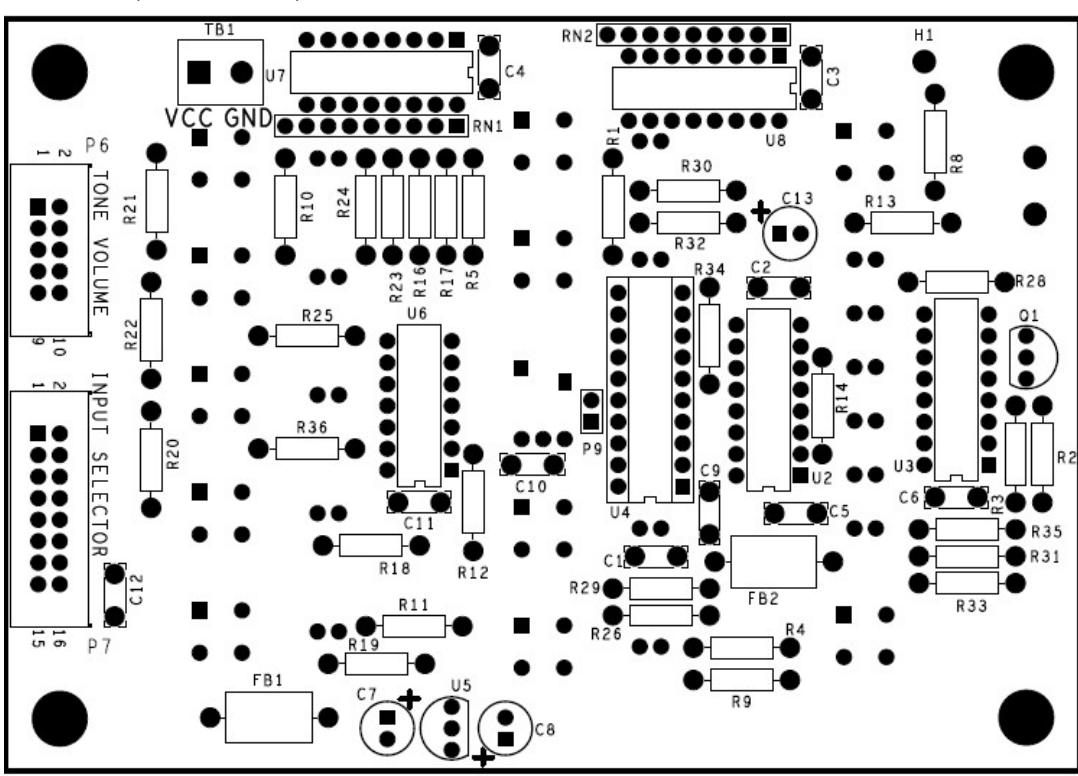 TB1
RN2
H1
U7
C4
C3
VCC GND
RN1
U8
P6
1 2
R1
R8
TONE VOLUME
R21
R10
R24
R30
C13
R13
R32
R23
R16
R17
R5
R34
C2
R28
U6
Q1
R22
R25
9 10
1 2
INPUT SELECTOR
R14
R36
P9
R20
R2
U3
U2
C10
C9
U4
C6
R3
C11
C5
R35
R18
R12
C1
R31
C12
R29
FB2
R33
R11
R26
15 16
P7
R19
R4
FB1
C7
U5
R9
C8